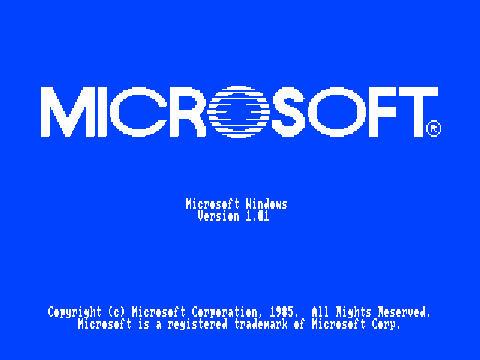 MICROSOFT®
Microsoft Windows
Version 1.01
Copyright (c) Microsoft Corporation, 1985. All Rights Reserved.
Microsoft is a registered trademark of Microsoft Corp.